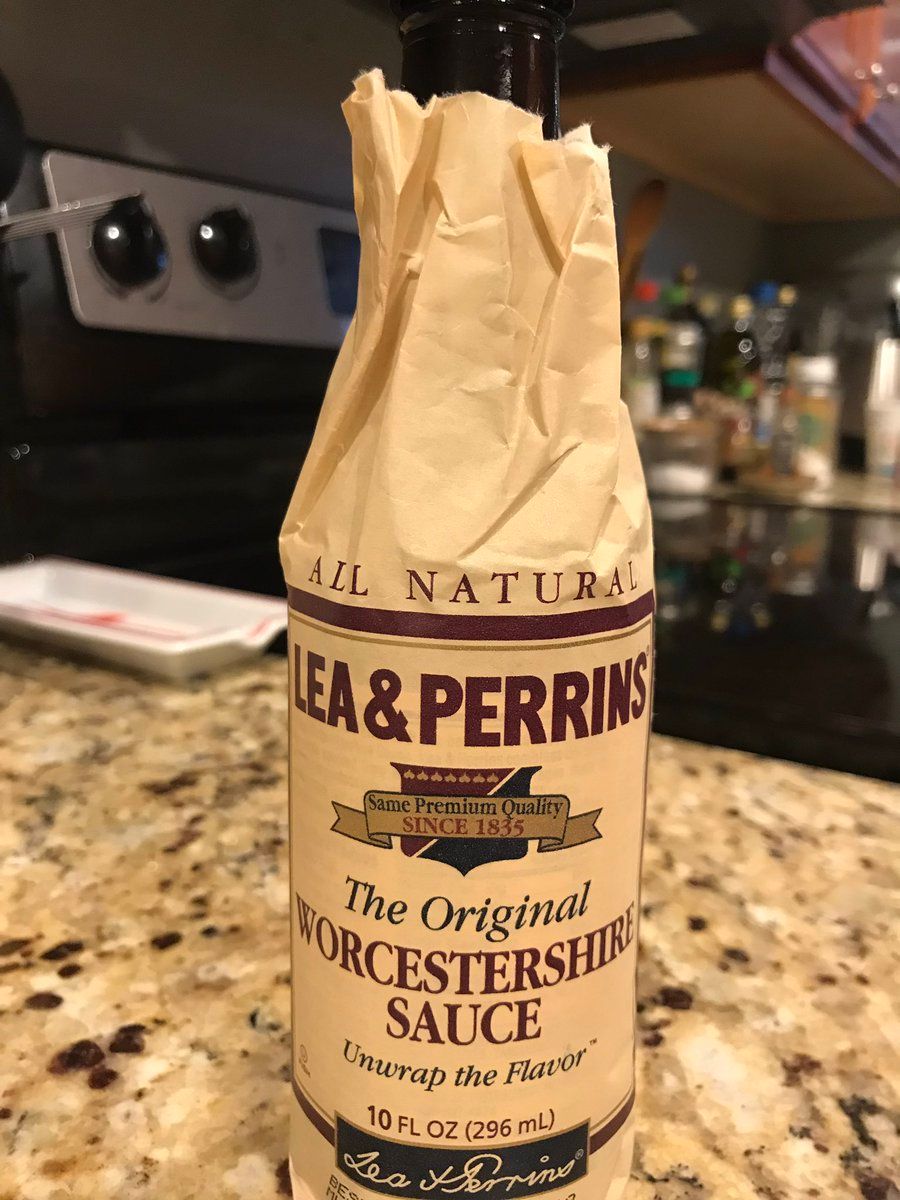 ALL NATURAL
LEA & PERRINS®
Same Premium Quality
SINCE 1835
The Original
WORCESTERSHIRE
SAUCE
Unwrap the Flavor™
10 FL OZ (296 mL)
Lea & Perrins®